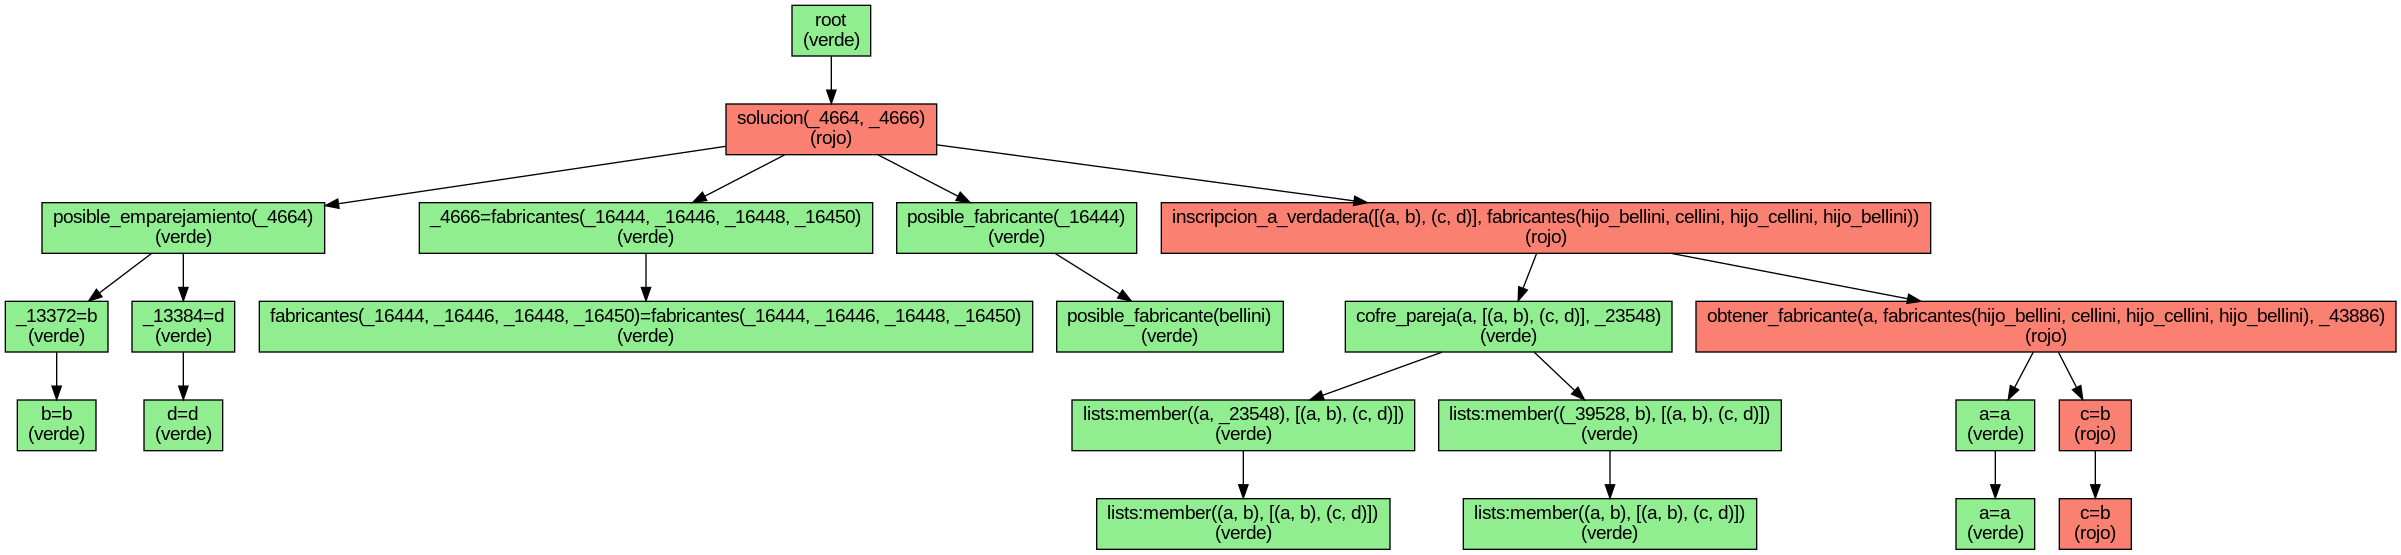 root
(verde)
solucion(_4664, _4666)
(rojo)
posible_emparejamiento(_4664)
(verde)
_4666=fabricantes(_16444, _16446, _16448, _16450)
(verde)
posible_fabricante(_16444)
(verde)
inscripcion_a_verdadera([(a, b), (c, d)], fabricantes(hijo_bellini, cellini, hijo_cellini, hijo_bellini))
(rojo)
_13372=b
(verde)
_13384=d
(verde)
fabricantes(_16444, _16446, _16448, _16450)=fabricantes(_16444, _16446, _16448, _16450)
(verde)
posible_fabricante(bellini)
(verde)
cofre_pareja(a, [(a, b), (c, d)], _23548)
(verde)
obtener_fabricante(a, fabricantes(hijo_bellini, cellini, hijo_cellini, hijo_bellini), _43886)
(rojo)
b=b
(verde)
d=d
(verde)
lists:member((a, _23548), [(a, b), (c, d)])
(verde)
lists:member((_39528, b), [(a, b), (c, d)])
(verde)
a=a
(verde)
c=b
(rojo)
lists:member((a, b), [(a, b), (c, d)])
(verde)
lists:member((a, b), [(a, b), (c, d)])
(verde)
a=a
(verde)
c=b
(rojo)